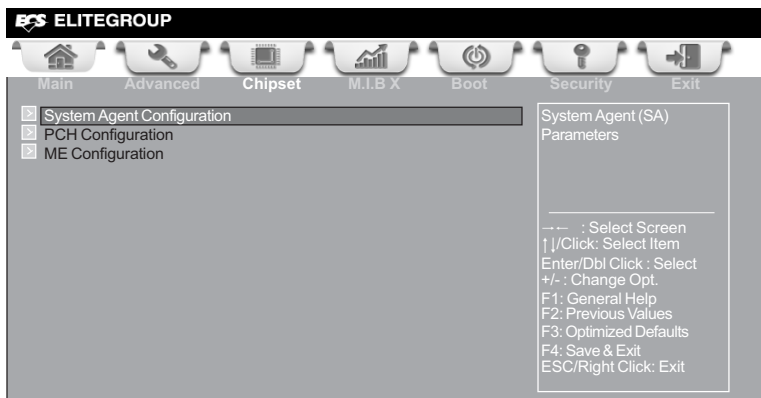 ECS ELITEGROUP
Main Advanced Chipset M.I.B X Boot Security Exit
System Agent Configuration
PCH Configuration
ME Configuration
System Agent (SA)
Parameters
→← : Select Screen
↑↓/Click: Select Item
Enter/Dbl Click : Select
+/- : Change Opt.
F1: General Help
F2: Previous Values
F3: Optimized Defaults
F4: Save & Exit
ESC/Right Click: Exit